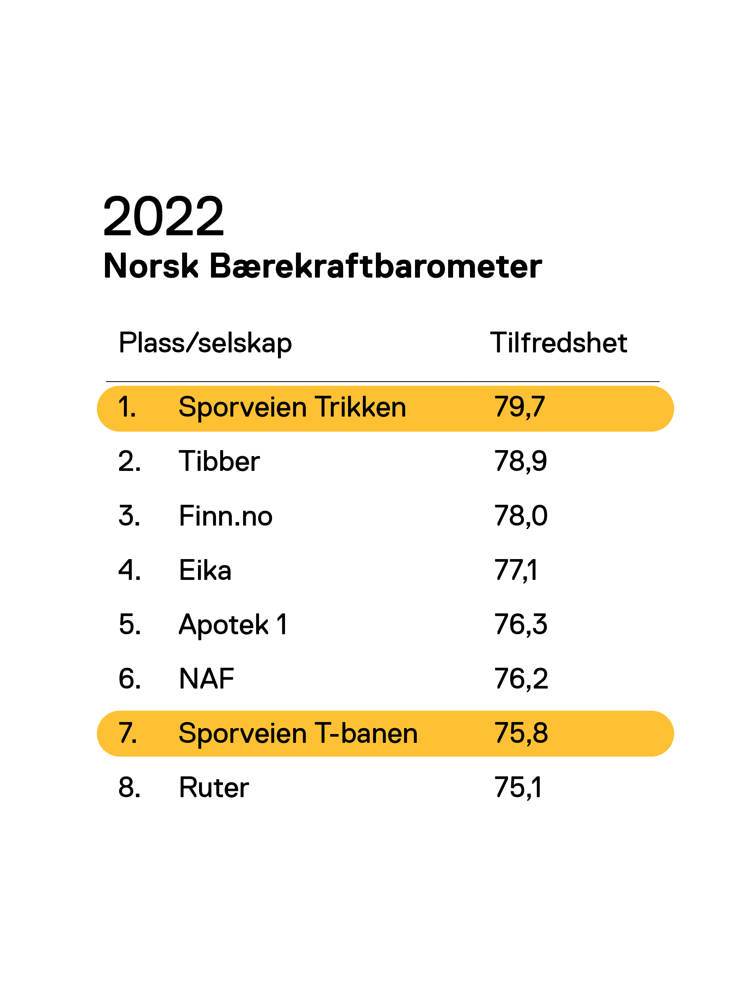 2022
Norsk Bærekraftbarometer
Plass/selskap Tilfredshet
1. Sporveien Trikken 79,7
2. Tibber 78,9
3. Finn.no 78,0
4. Eika 77,1
5. Apotek 1 76,3
6. NAF 76,2
7. Sporveien T-banen 75,8
8. Ruter 75,1